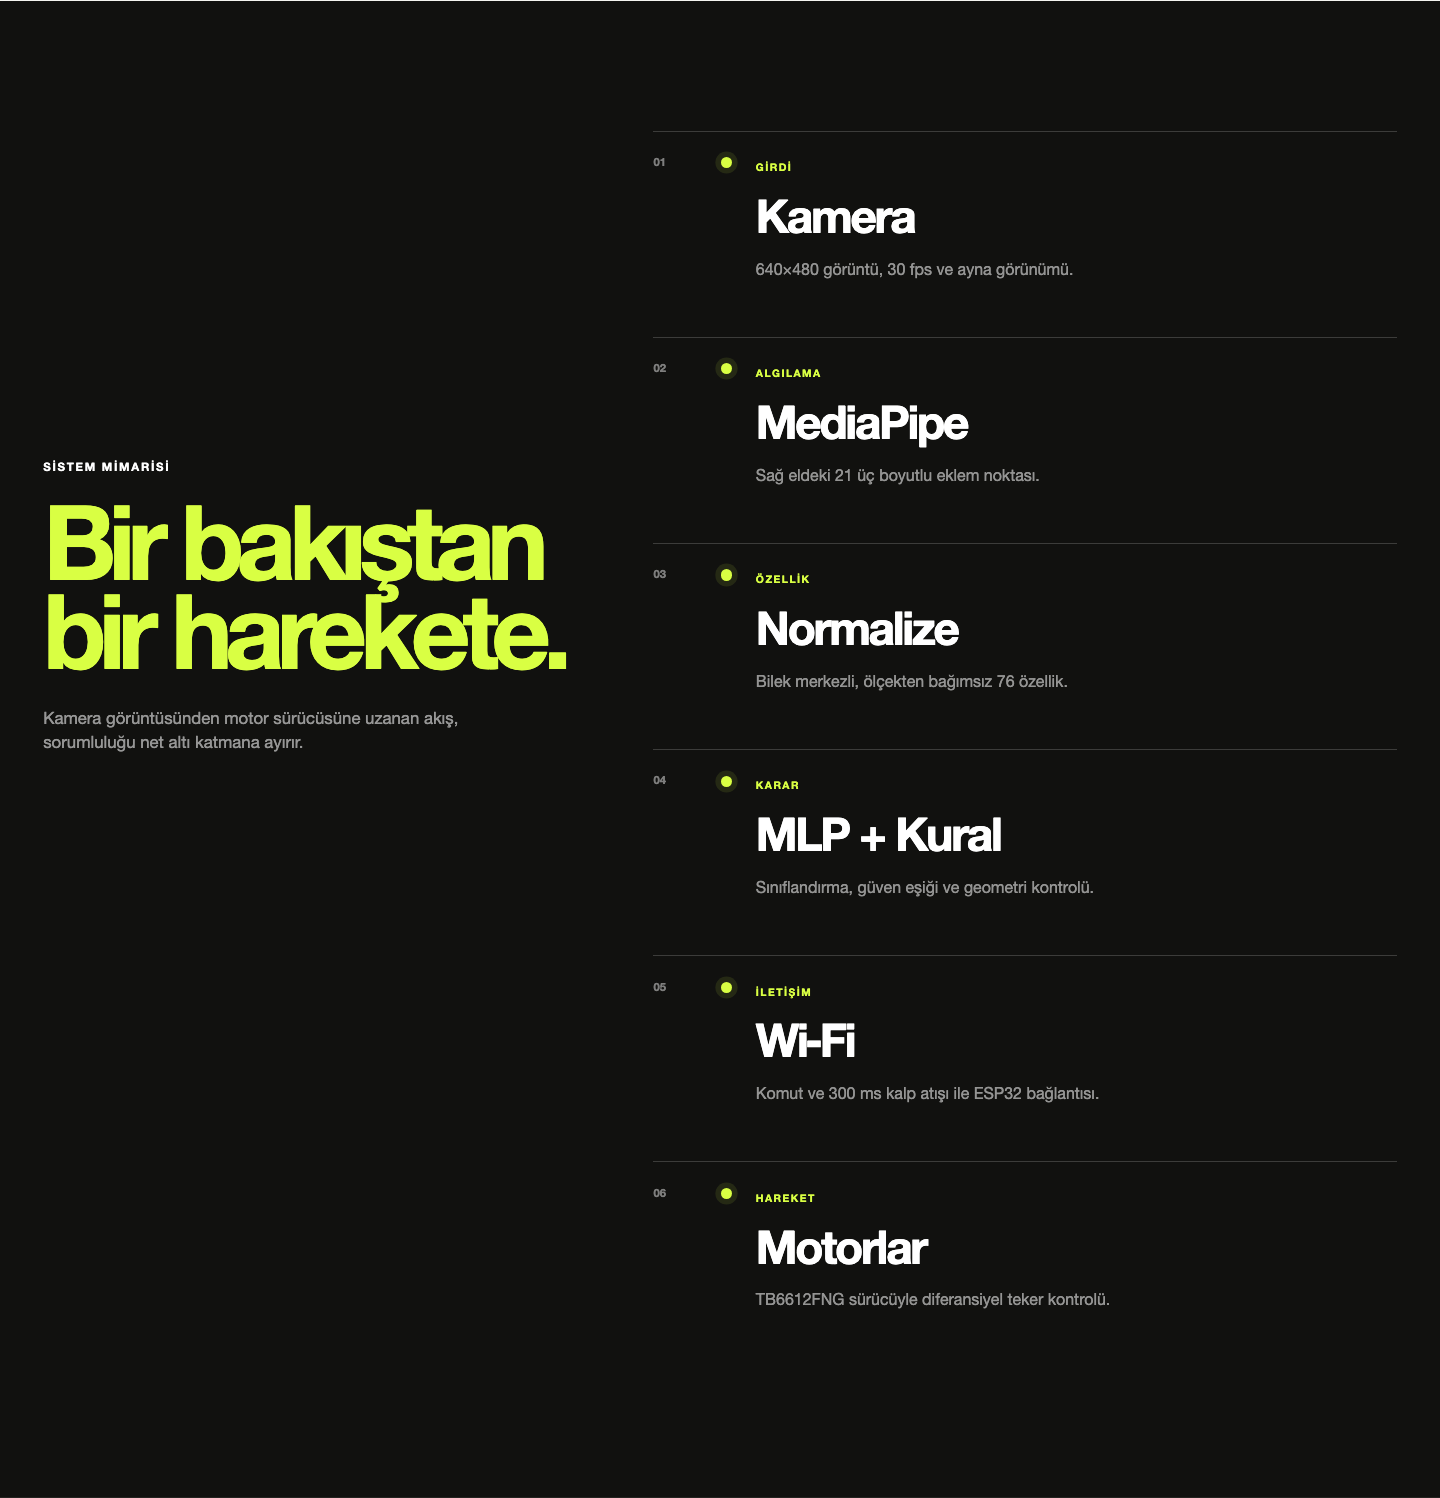 SİSTEM MİMARİSİ
Bir bakıştan
bir harekete.
Kamera görüntüsünden motor sürücüsüne uzanan akış,
sorumluluğu net altı katmana ayırır.
01
GİRDİ
Kamera
640×480 görüntü, 30 fps ve ayna görünümü.
02
ALGILAMA
MediaPipe
Sağ eldeki 21 üç boyutlu eklem noktası.
03
ÖZELLİK
Normalize
Bilek merkezli, ölçekten bağımsız 76 özellik.
04
KARAR
MLP + Kural
Sınıflandırma, güven eşiği ve geometri kontrolü.
05
İLETİŞİM
Wi-Fi
Komut ve 300 ms kalp atışı ile ESP32 bağlantısı.
06
HAREKET
Motorlar
TB6612FNG sürücüyle diferansiyel teker kontrolü.